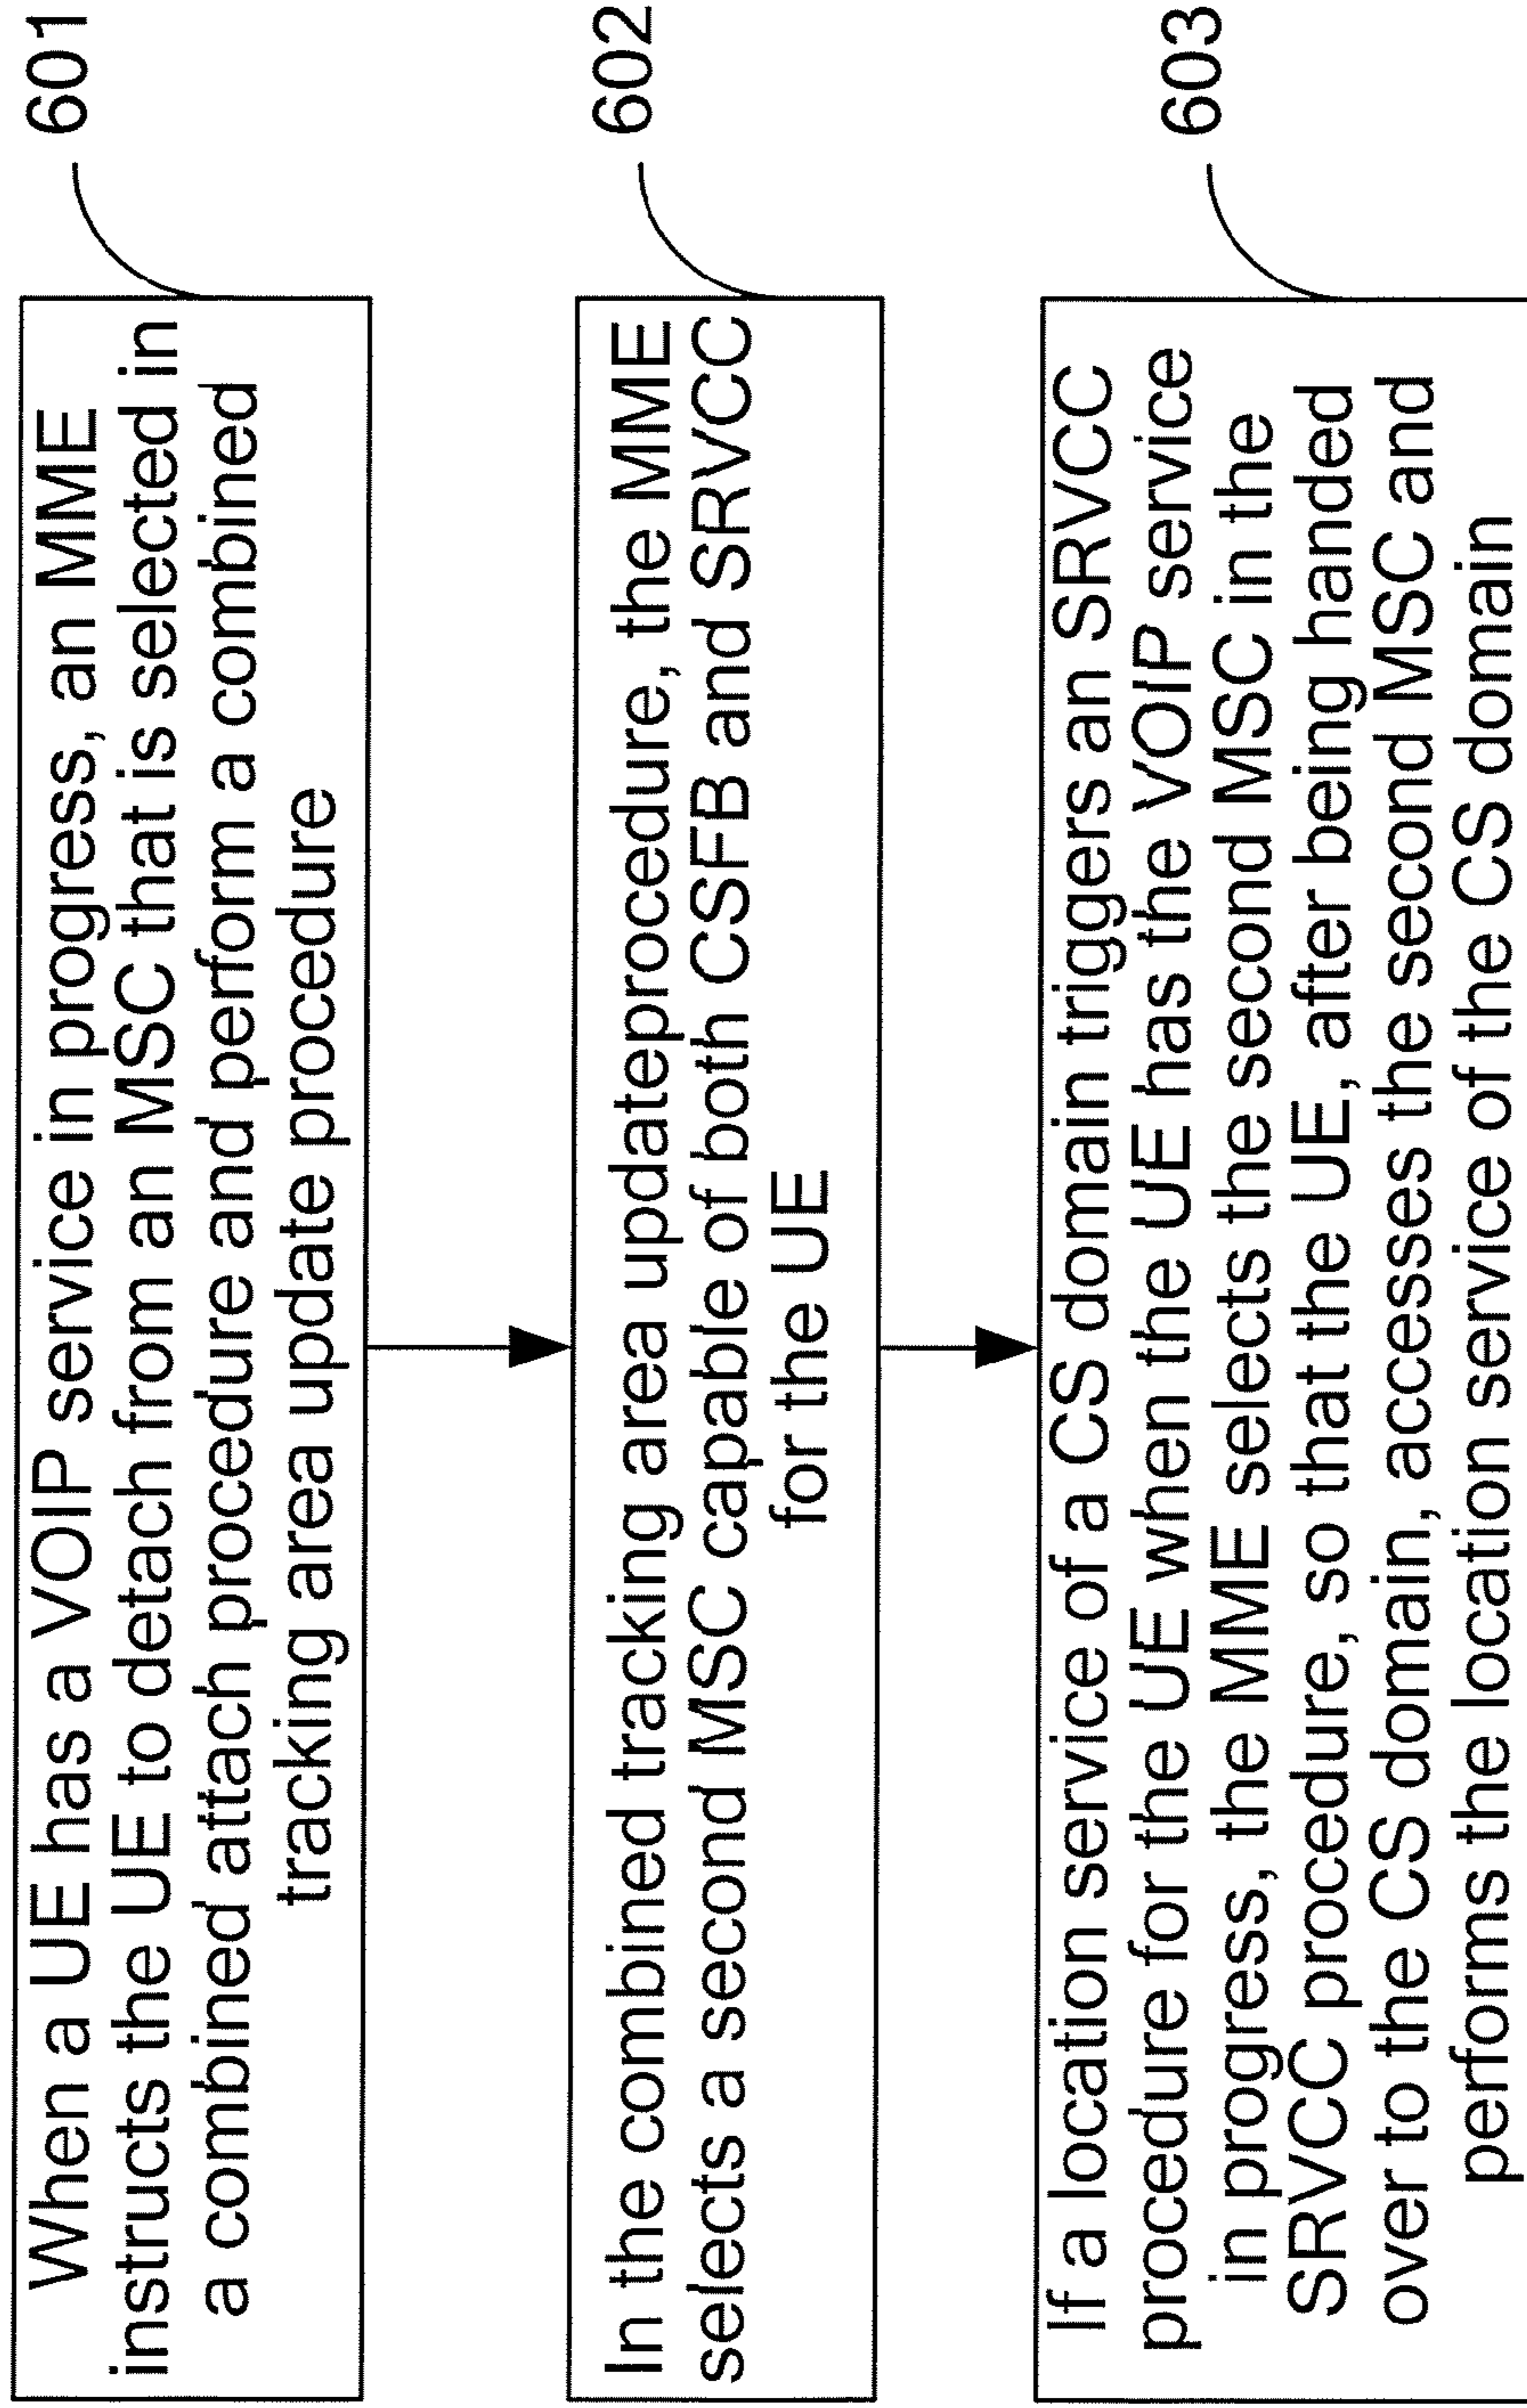 When a UE has a VOIP service in progress, an MME
instructs the UE to detach from an MSC that is selected in
a combined attach procedure and perform a combined
tracking area update procedure
601
In the combined tracking area updateprocedure, the MME
selects a second MSC capable of both CSFB and SRVCC
for the UE
602
If a location service of a CS domain triggers an SRVCC
procedure for the UE when the UE has the VOIP service
in progress, the MME selects the second MSC in the
SRVCC procedure, so that the UE, after being handed
over to the CS domain, accesses the second MSC and
performs the location service of the CS domain
603